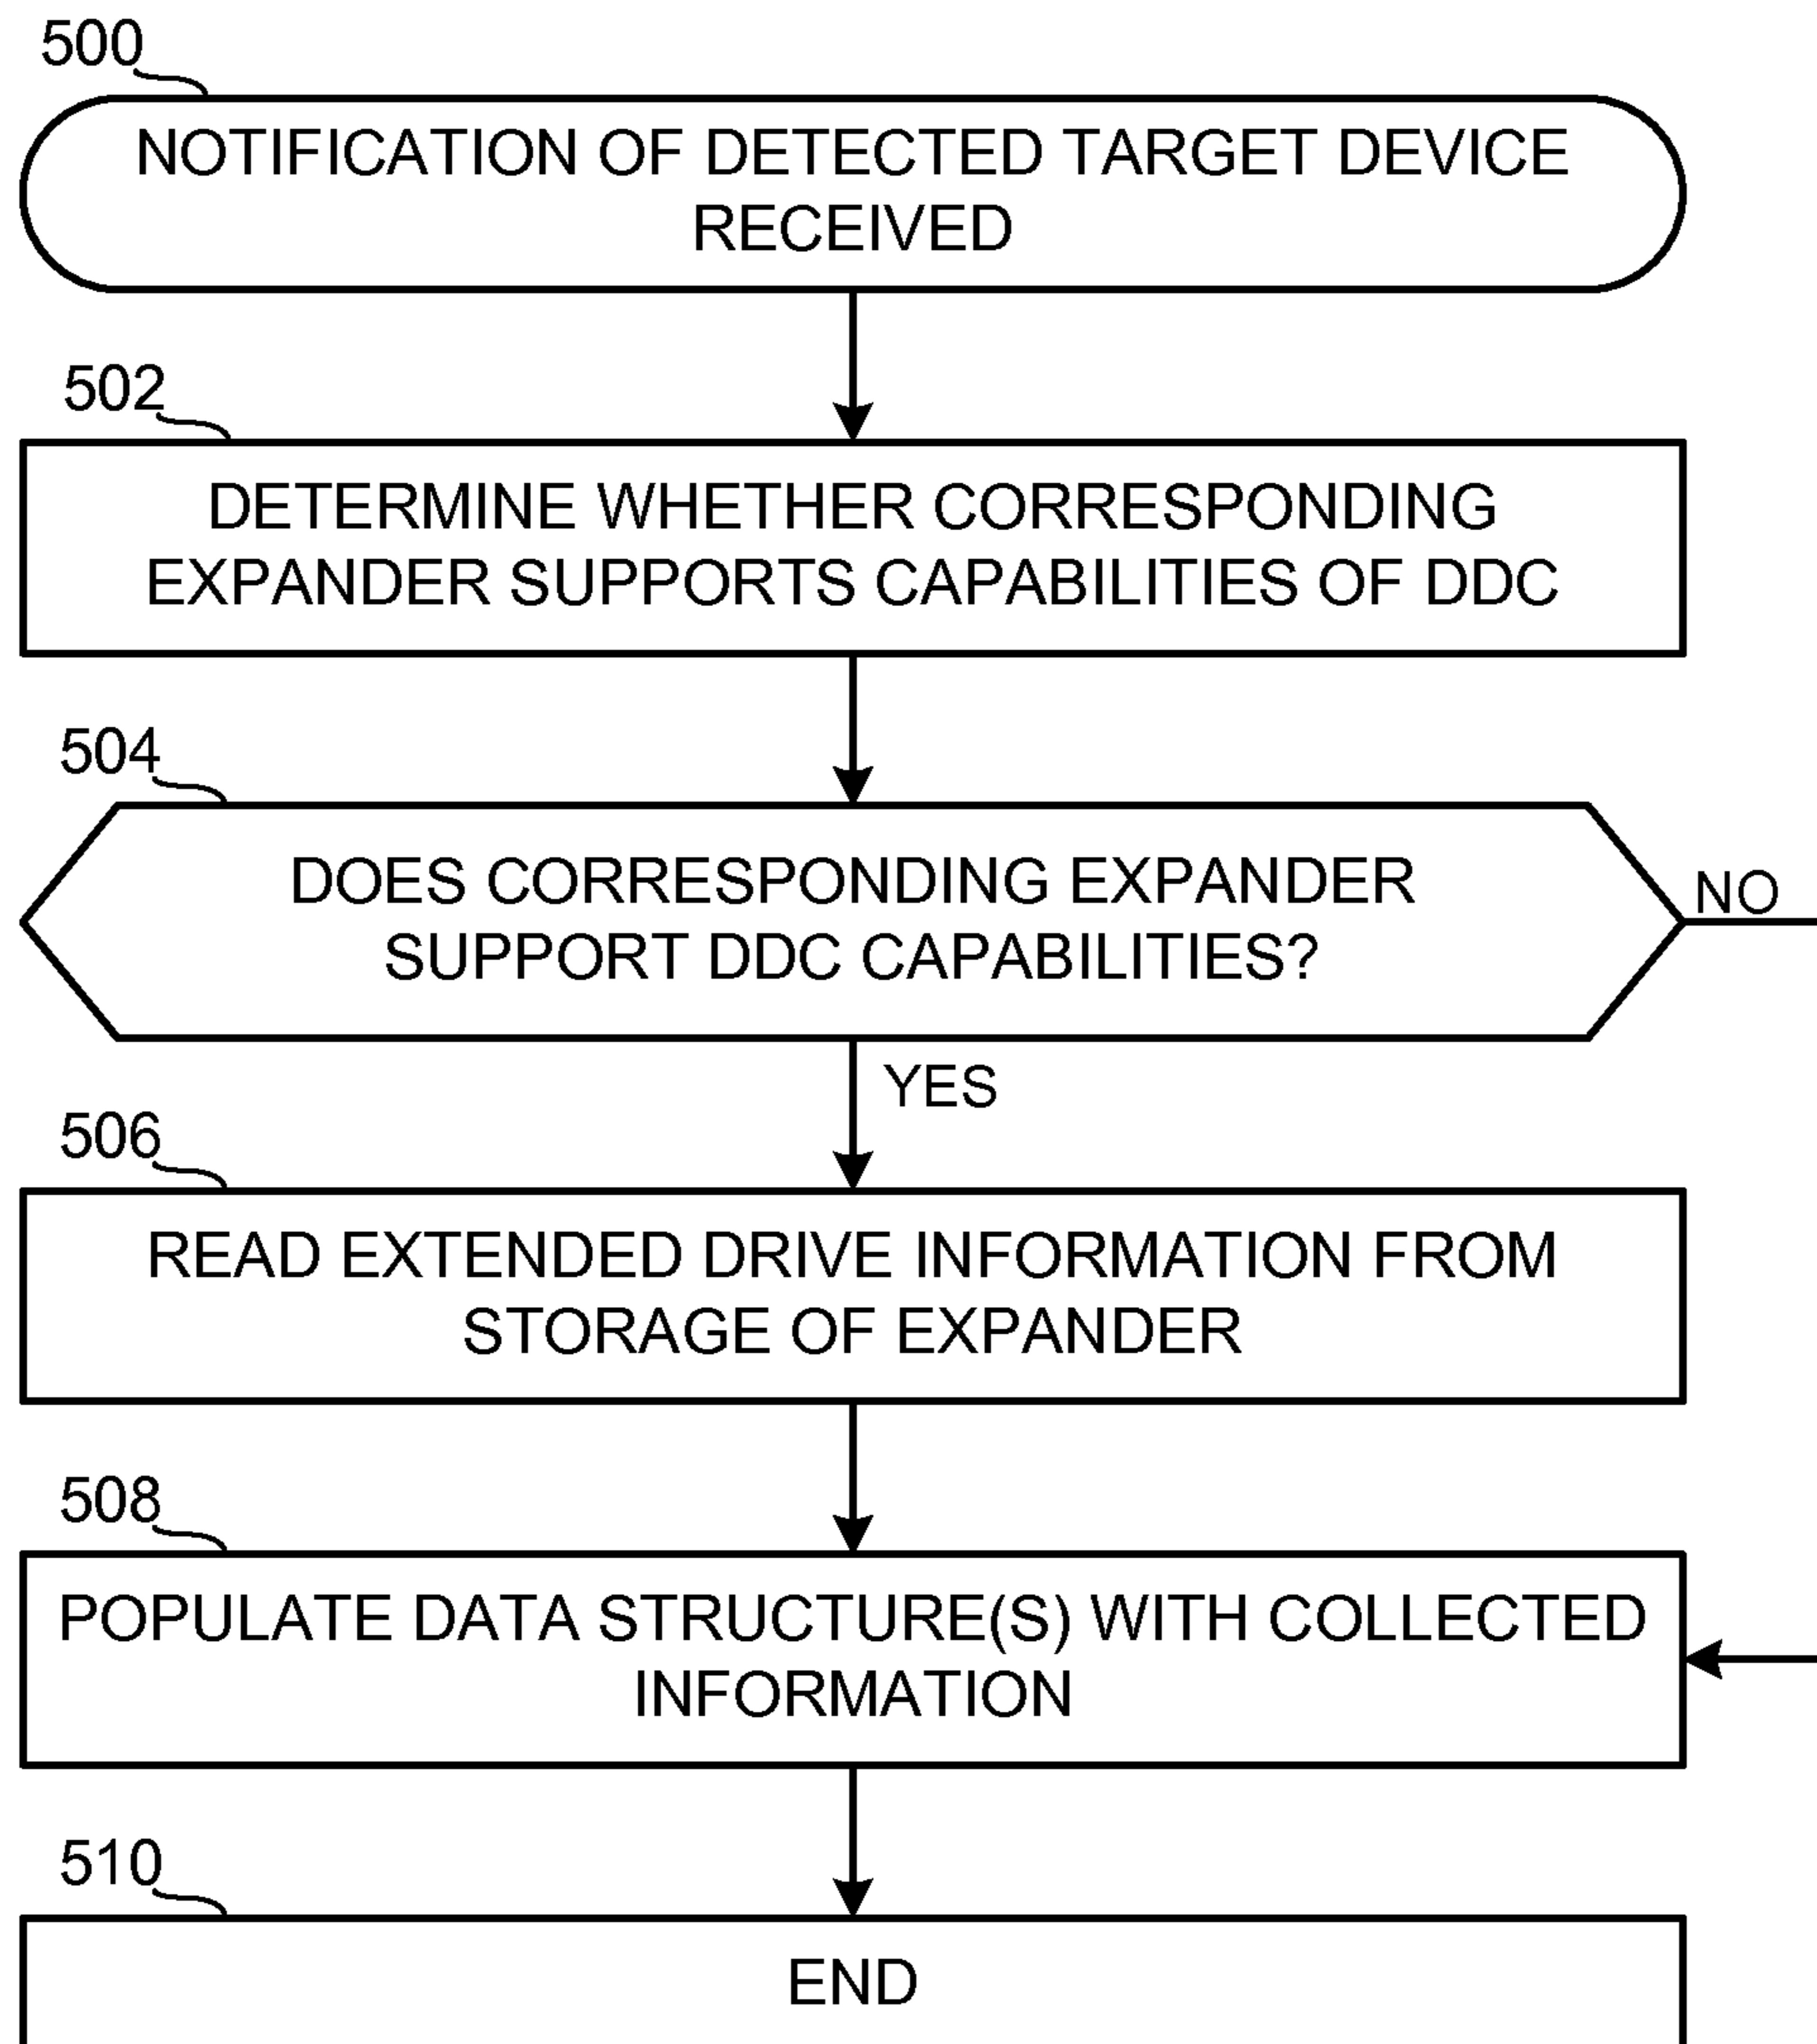 500
NOTIFICATION OF DETECTED TARGET DEVICE
RECEIVED
502
DETERMINE WHETHER CORRESPONDING
EXPANDER SUPPORTS CAPABILITIES OF DDC
504
DOES CORRESPONDING EXPANDER
SUPPORT DDC CAPABILITIES?
NO
YES
506
READ EXTENDED DRIVE INFORMATION FROM
STORAGE OF EXPANDER
508
POPULATE DATA STRUCTURE(S) WITH COLLECTED
INFORMATION
510
END